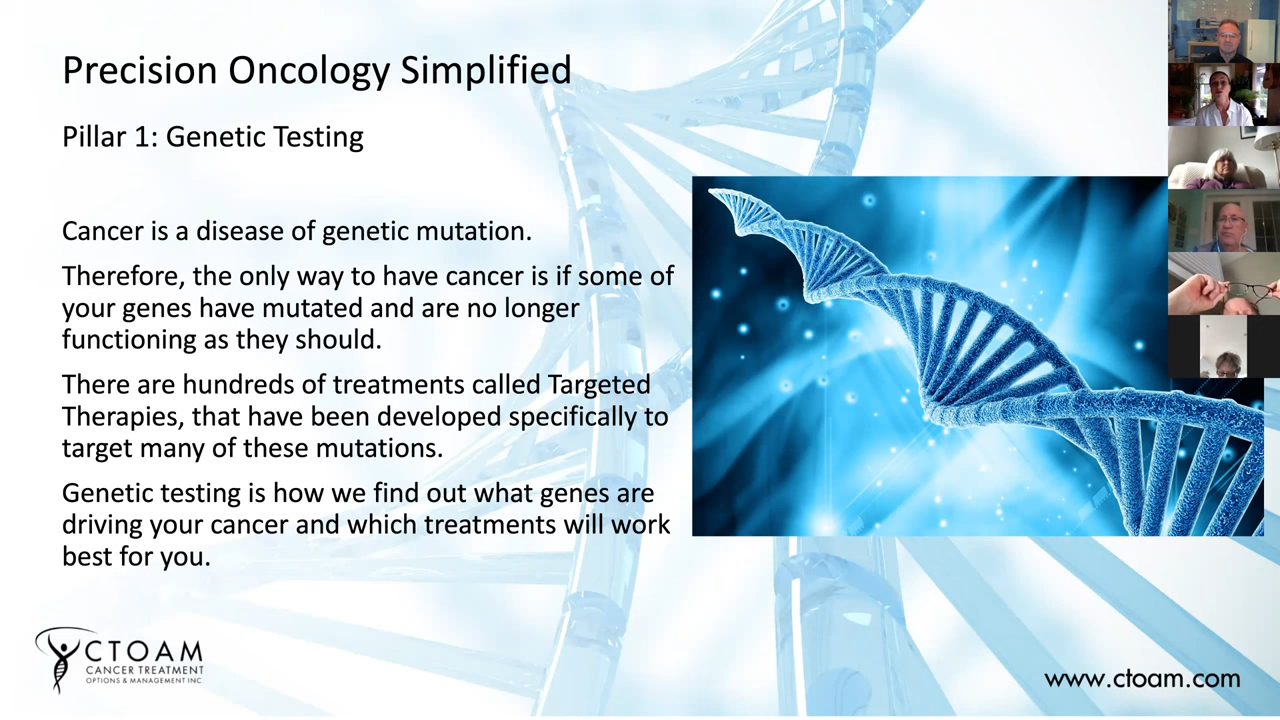 Precision Oncology Simplified
Pillar 1: Genetic Testing
Cancer is a disease of genetic mutation.
Therefore, the only way to have cancer is if some of
your genes have mutated and are no longer
functioning as they should.
There are hundreds of treatments called Targeted
Therapies, that have been developed specifically to
target many of these mutations.
Genetic testing is how we find out what genes are
driving your cancer and which treatments will work
best for you.
CTOAM
CANCER TREATMENT
OPTIONS & MANAGEMENT INC.
www.ctoam.com